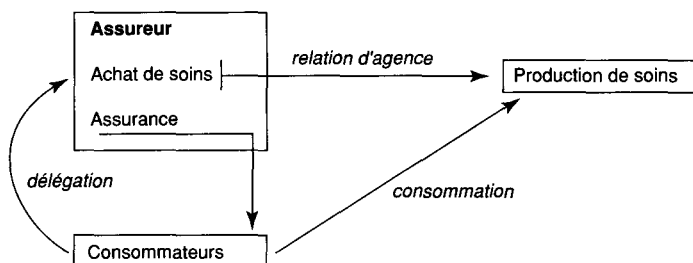 Assureur
Achat de soins
relation d'agence
Production de soins
Assurance
délégation
consommation
Consommateurs